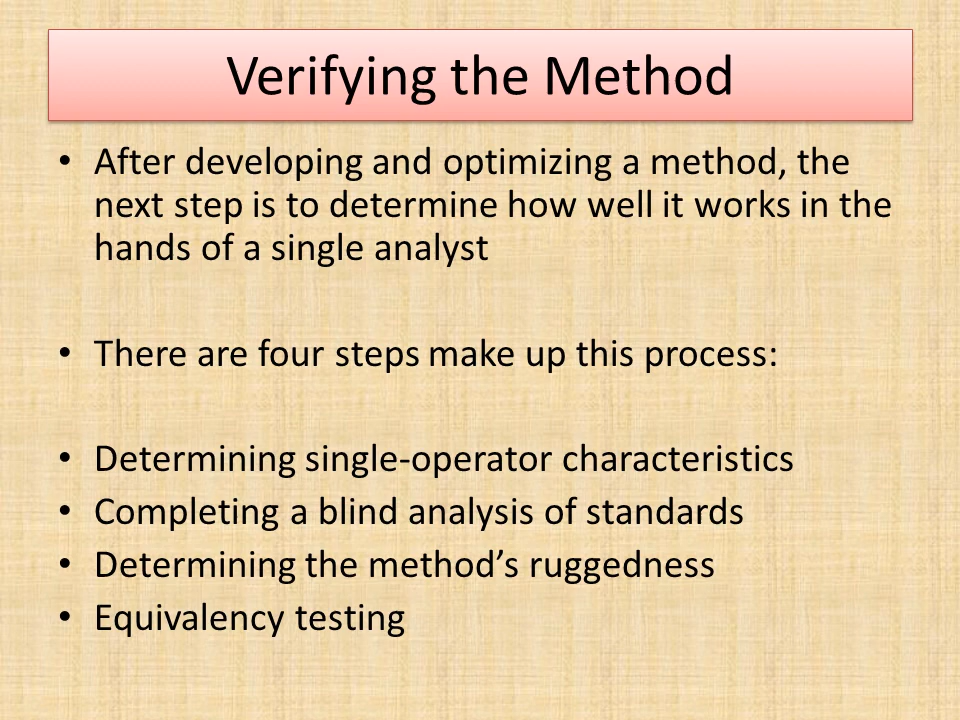 Verifying the Method
• After developing and optimizing a method, the
next step is to determine how well it works in the
hands of a single analyst
• There are four steps make up this process:
• Determining single-operator characteristics
• Completing a blind analysis of standards
• Determining the method’s ruggedness
• Equivalency testing